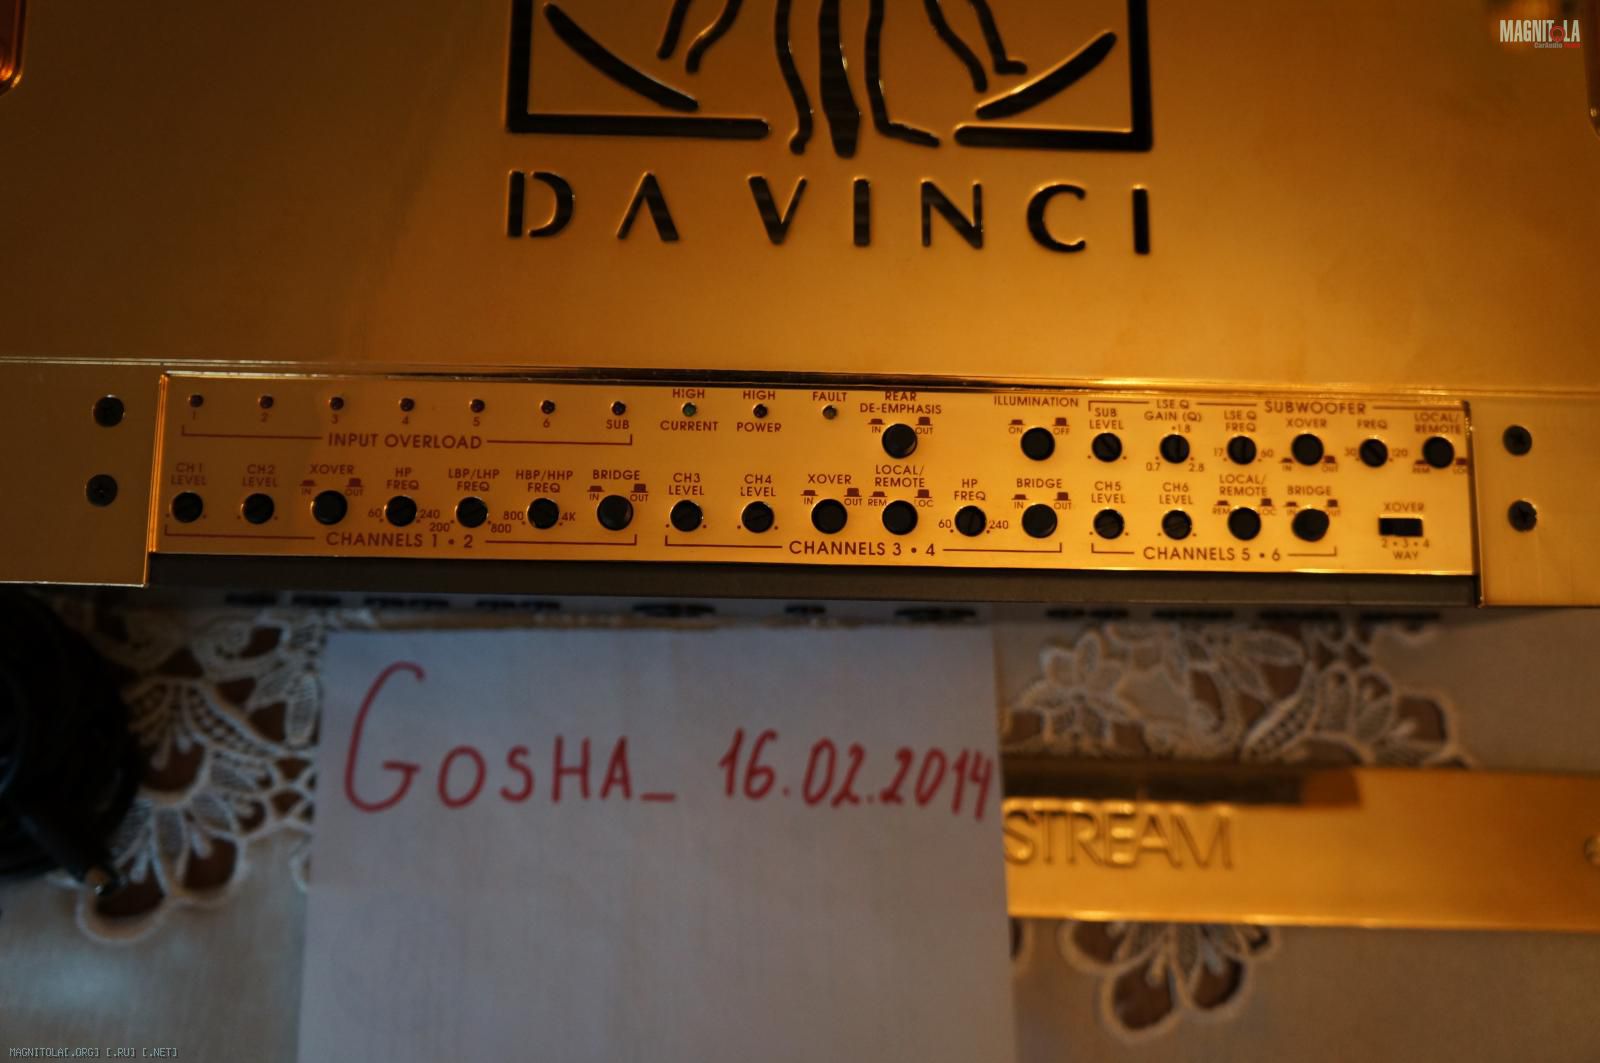 MAGNITOLA
CarAudio
DA VINCI
1 2 3 4 5 6 SUB
INPUT OVERLOAD
HIGH CURRENT
HIGH POWER
FAULT
REAR DE-EMPHASIS
IN OUT
ILLUMINATION
ON OFF
SUBWOOFER
SUB LEVEL
LSE Q GAIN (Q)
+1.8
0.7 2.8
LSE Q FREQ
17 60
XOVER
IN OUT
FREQ
30 120
LOCAL/REMOTE
REM LOC
CH1 LEVEL
CH2 LEVEL
XOVER
IN OUT
HP FREQ
60 240
LBP/LHP FREQ
200 800
HBP/HHP FREQ
800 4K
BRIDGE
IN OUT
CHANNELS 1 • 2
CH3 LEVEL
CH4 LEVEL
XOVER
IN OUT
LOCAL/REMOTE
REM LOC
HP FREQ
60 240
BRIDGE
IN OUT
CHANNELS 3 • 4
CH5 LEVEL
CH6 LEVEL
LOCAL/REMOTE
REM LOC
BRIDGE
IN OUT
CHANNELS 5 • 6
XOVER
2 • 3 • 4
WAY
GOSHA_ 16.02.2014
STREAM
MAGNITOLA[.ORG] [.RU] [.NET]